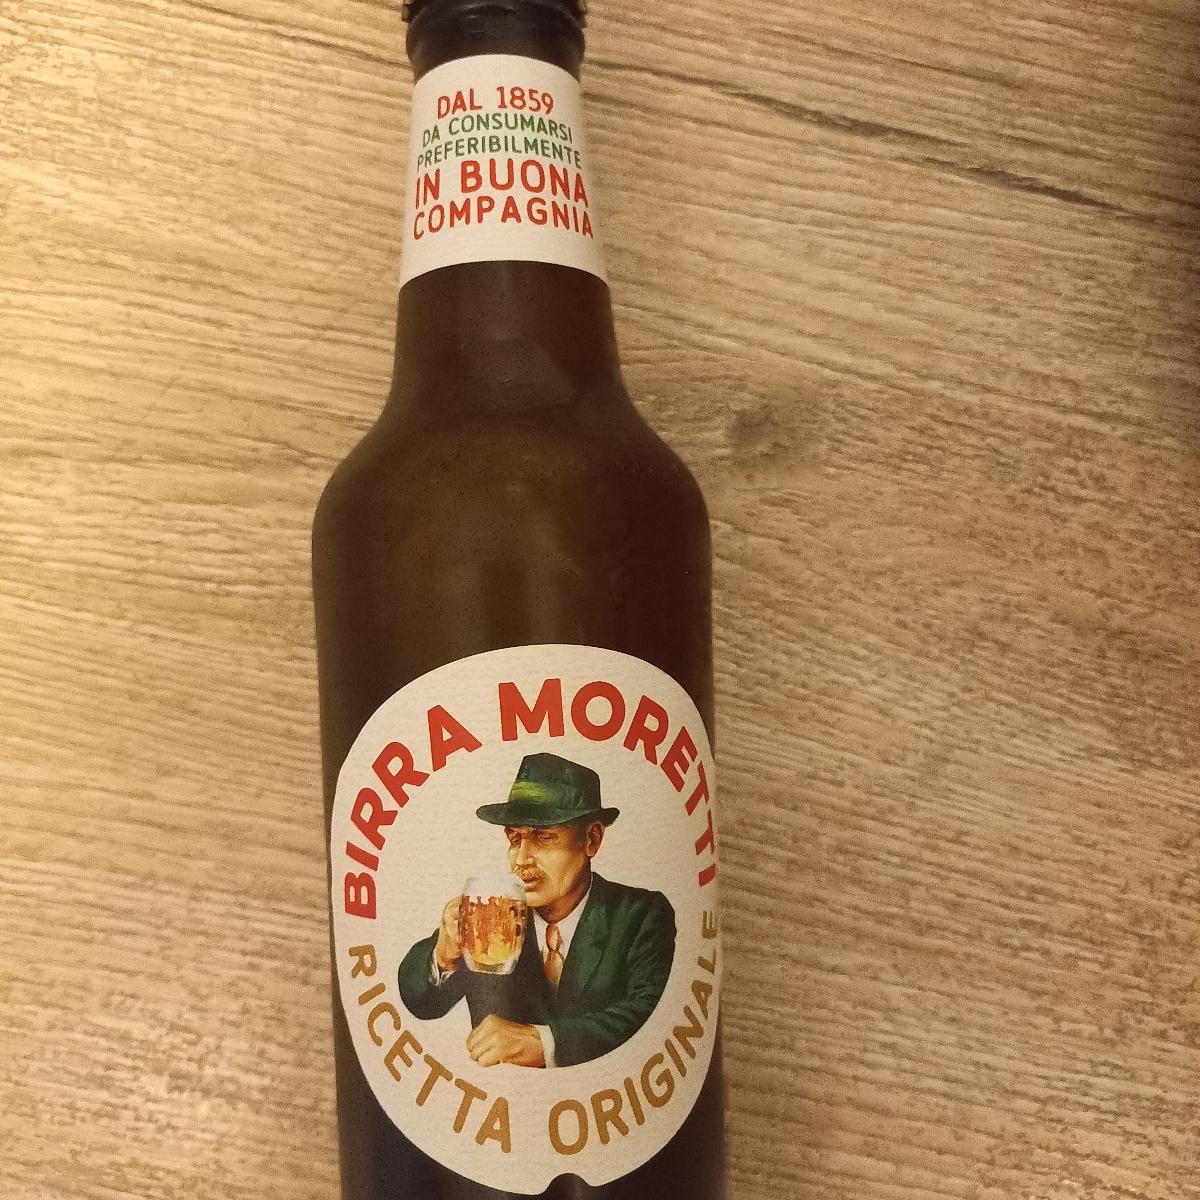 DAL 1859
DA CONSUMARSI
PREFERIBILMENTE
IN BUONA
COMPAGNIA
BIRRA MORETTI
RICETTA ORIGINALE